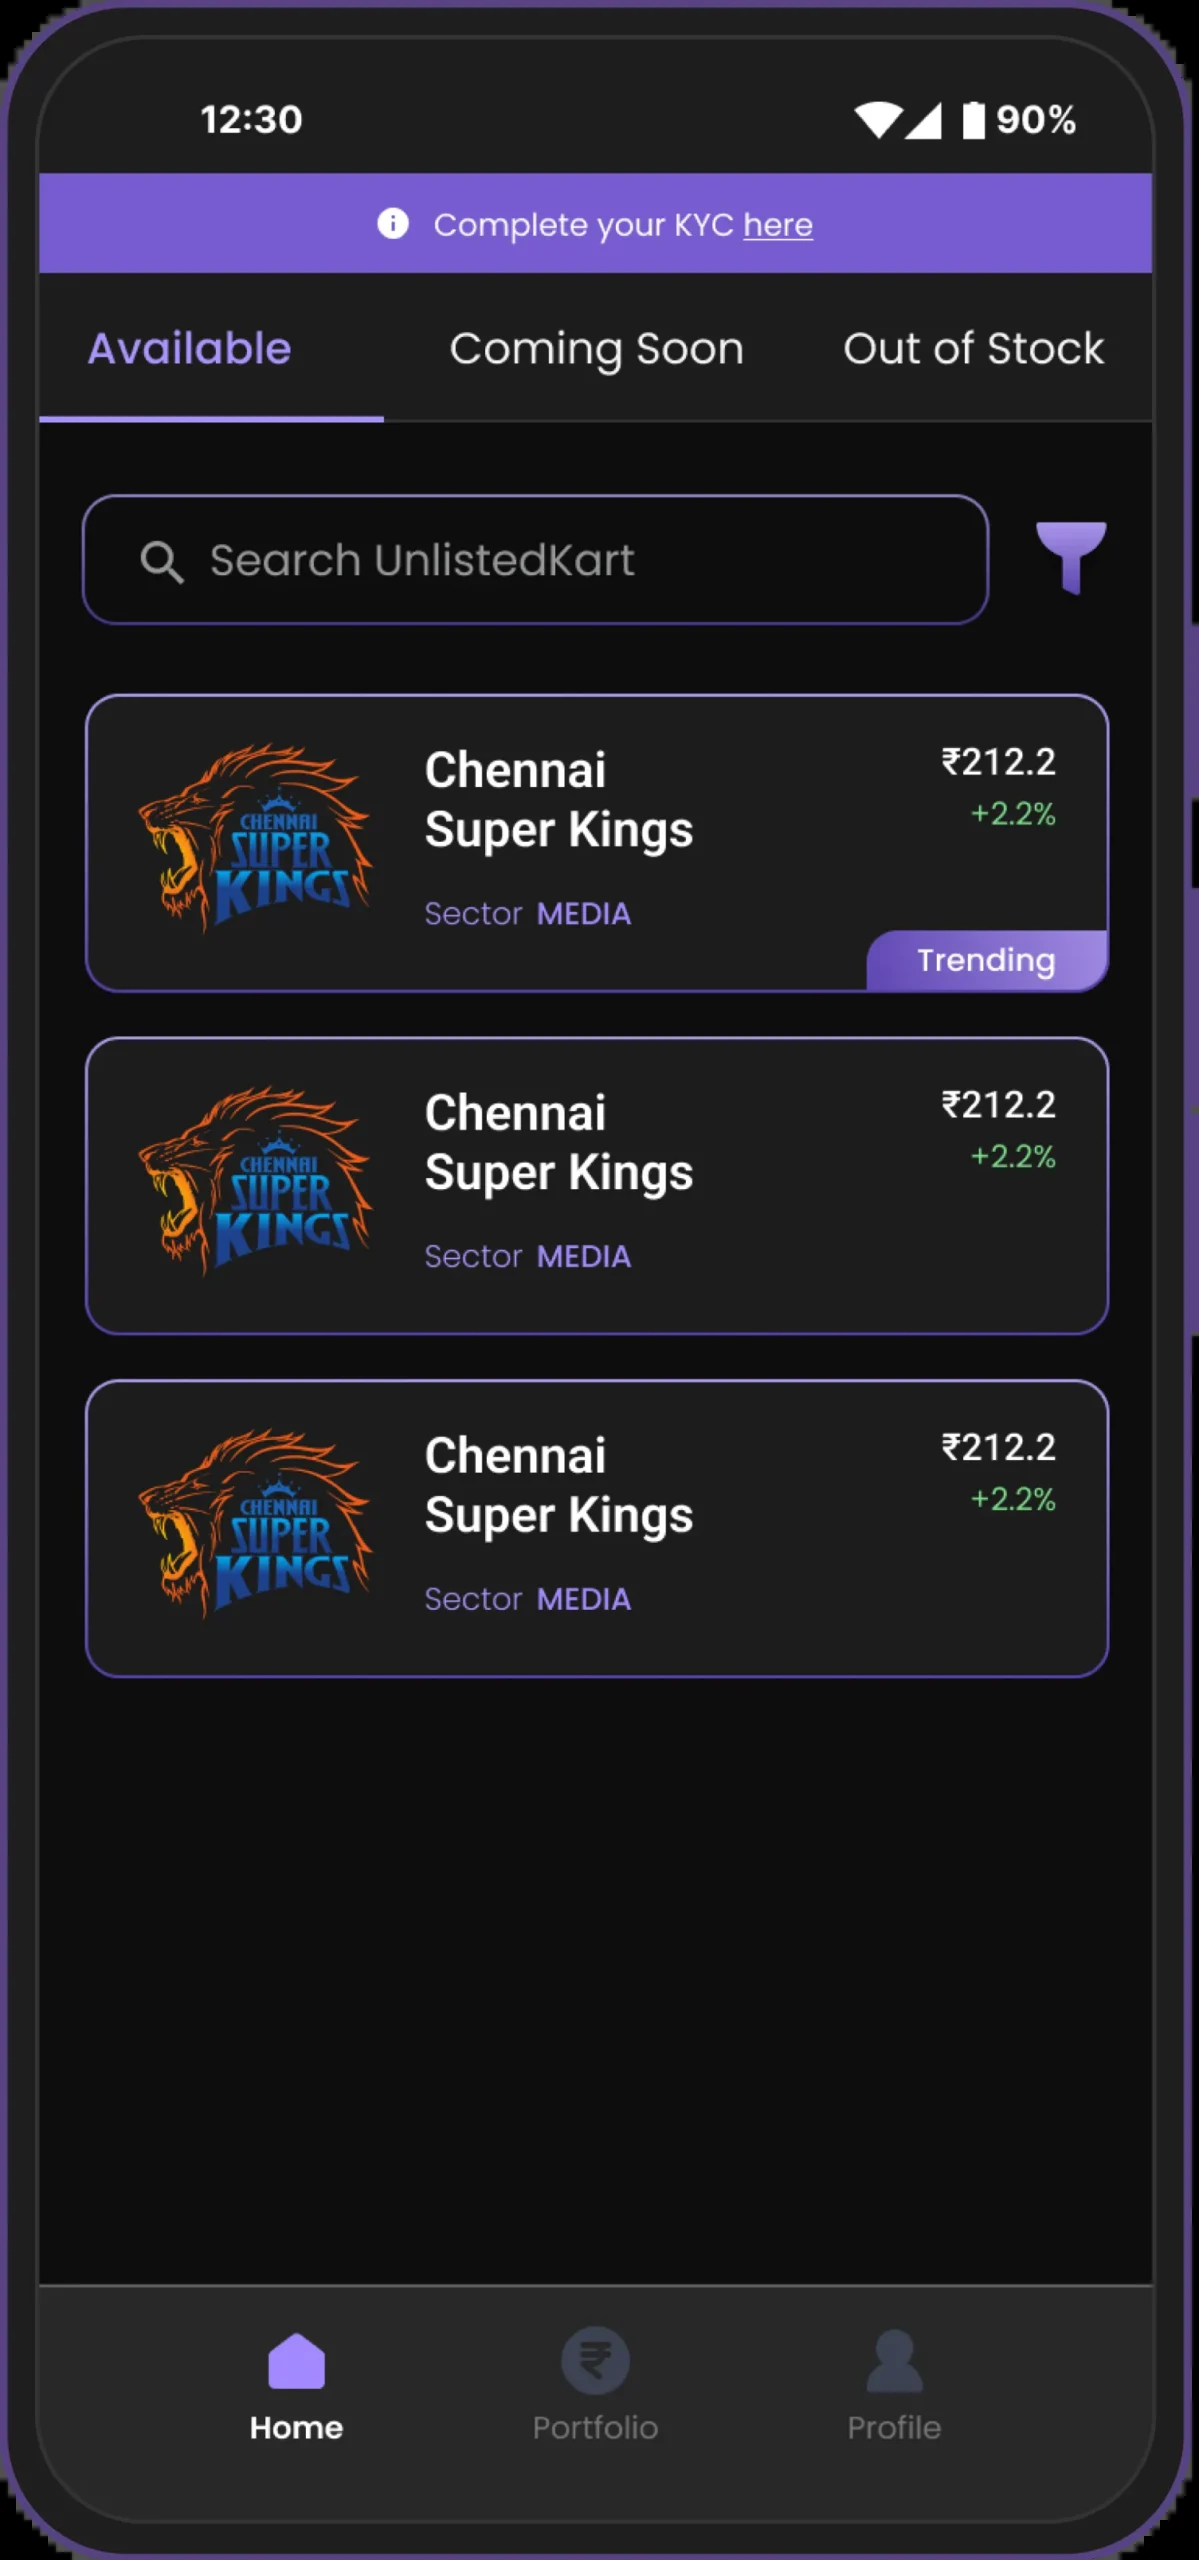 12:30 90%
Complete your KYC here
Available Coming Soon Out of Stock
Search UnlistedKart
CHENNAI
SUPER
KINGS
Chennai
Super Kings
Sector MEDIA
₹212.2
+2.2%
Trending
CHENNAI
SUPER
KINGS
Chennai
Super Kings
Sector MEDIA
₹212.2
+2.2%
CHENNAI
SUPER
KINGS
Chennai
Super Kings
Sector MEDIA
₹212.2
+2.2%
Home Portfolio Profile